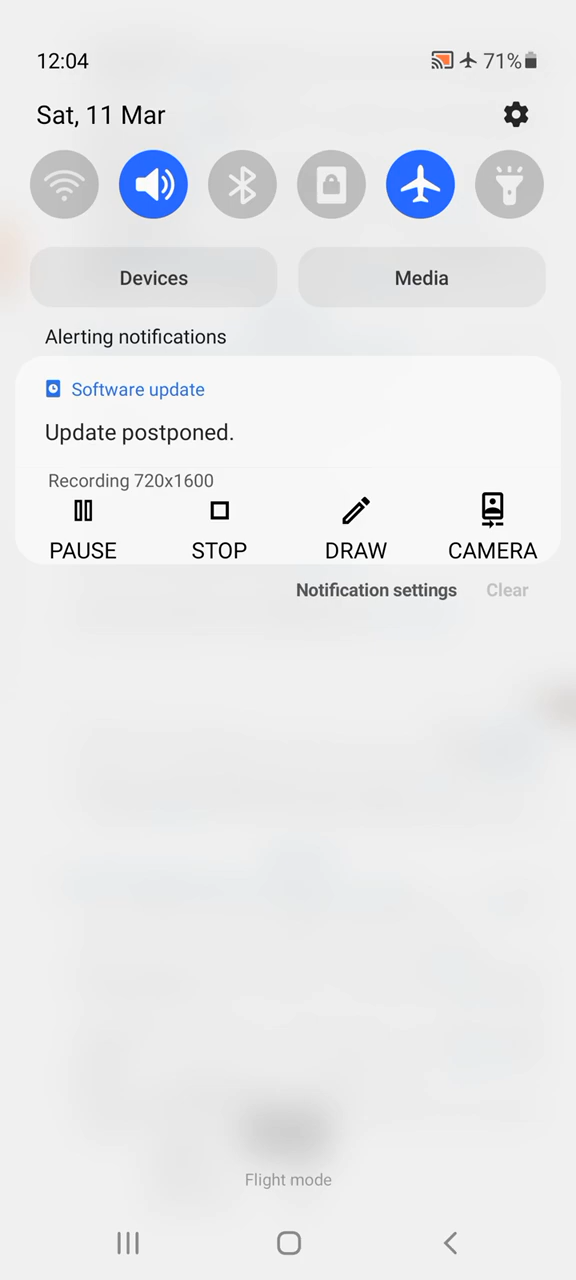 12:04
71%
Sat, 11 Mar
Devices
Media
Alerting notifications
Software update
Update postponed.
Recording 720x1600
PAUSE
STOP
DRAW
CAMERA
Notification settings
Clear
Flight mode